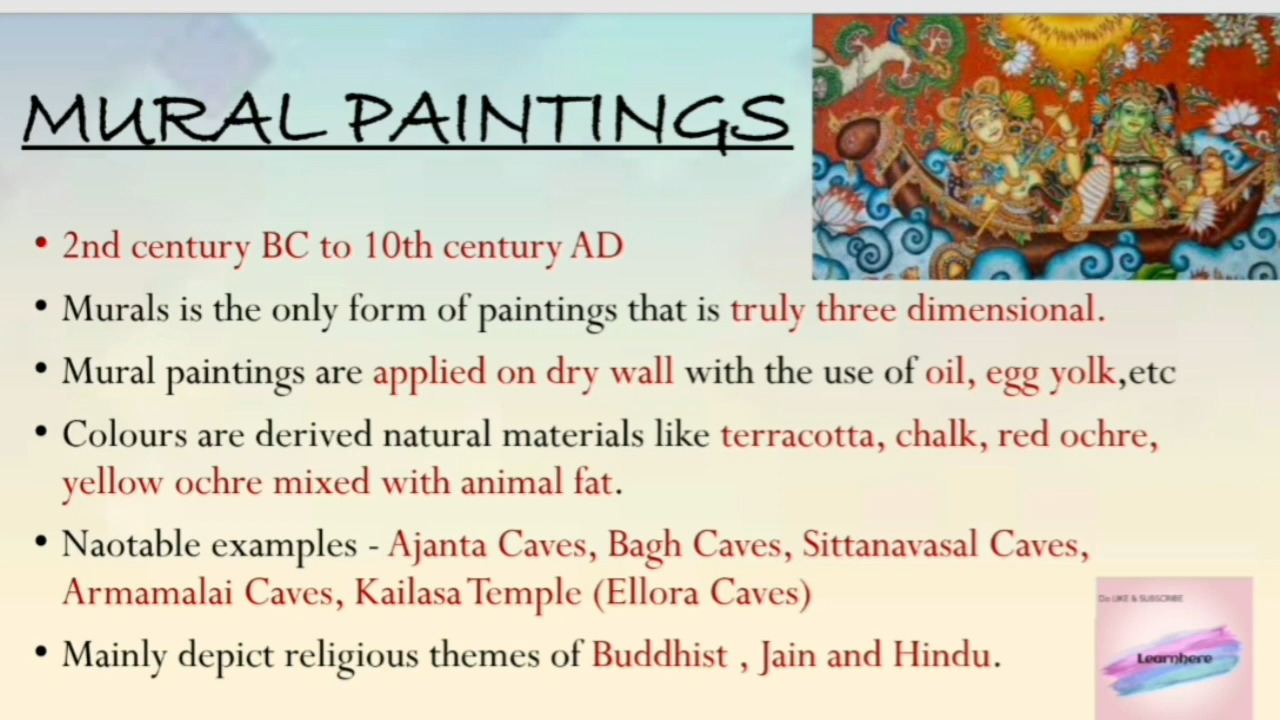 MURAL PAINTINGS
• 2nd century BC to 10th century AD
• Murals is the only form of paintings that is truly three dimensional.
• Mural paintings are applied on dry wall with the use of oil, egg yolk,etc
• Colours are derived natural materials like terracotta, chalk, red ochre,
yellow ochre mixed with animal fat.
• Naotable examples - Ajanta Caves, Bagh Caves, Sittanavasal Caves,
Armamalai Caves, Kailasa Temple (Ellora Caves)
• Mainly depict religious themes of Buddhist , Jain and Hindu.
Do LIKE & SUBSCRIBE
Learnhere